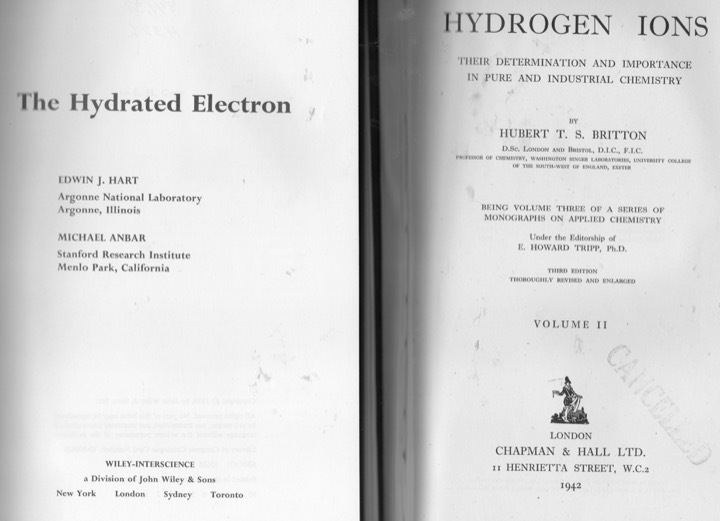 The Hydrated Electron
EDWIN J. HART
Argonne National Laboratory
Argonne, Illinois
MICHAEL ANBAR
Stanford Research Institute
Menlo Park, California
WILEY-INTERSCIENCE
a Division of John Wiley & Sons
New York London Sydney Toronto
HYDROGEN IONS
THEIR DETERMINATION AND IMPORTANCE
IN PURE AND INDUSTRIAL CHEMISTRY
BY
HUBERT T. S. BRITTON
D.Sc. London and Bristol, D.I.C., F.I.C.
PROFESSOR OF CHEMISTRY, WASHINGTON SINGER LABORATORIES, UNIVERSITY COLLEGE
OF THE SOUTH-WEST OF ENGLAND, EXETER
BEING VOLUME THREE OF A SERIES OF
MONOGRAPHS ON APPLIED CHEMISTRY
Under the Editorship of
E. HOWARD TRIPP, Ph.D.
THIRD EDITION
THOROUGHLY REVISED AND ENLARGED
VOLUME II
CANCELLED
LONDON
CHAPMAN & HALL LTD.
11 HENRIETTA STREET, W.C.2
1942